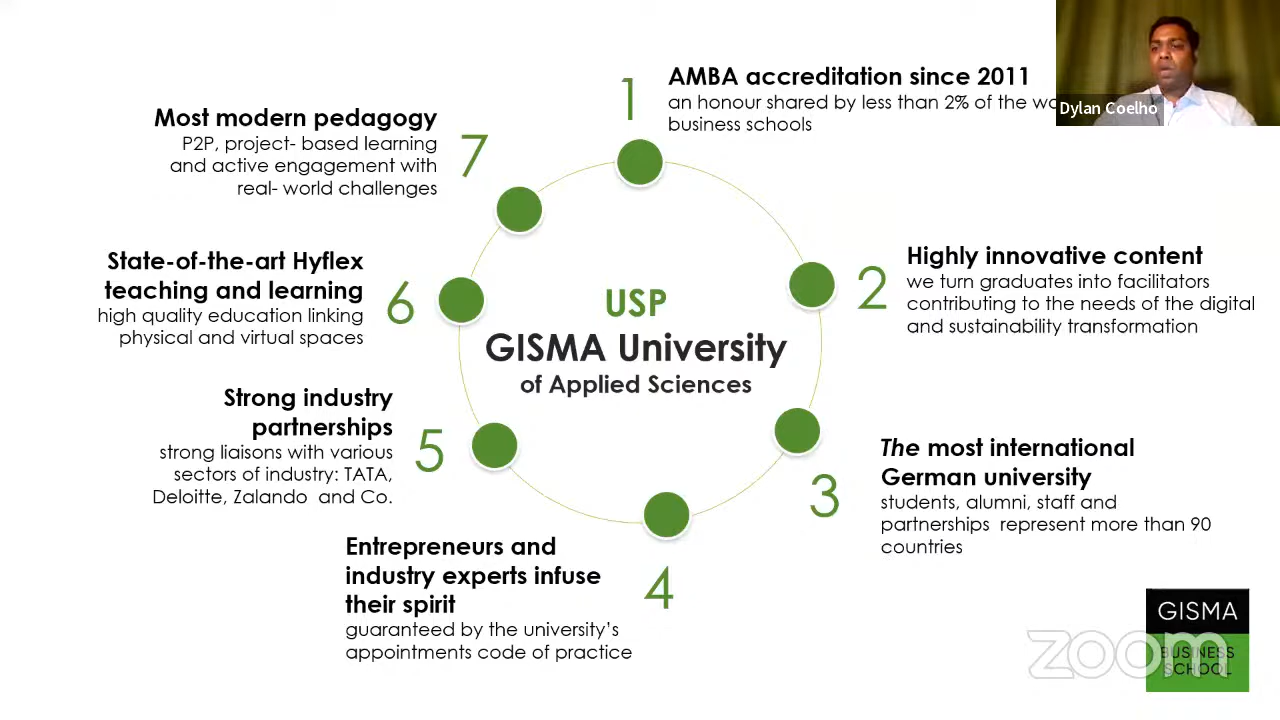 1
AMBA accreditation since 2011
an honour shared by less than 2% of the
business schools
Dylan Coelho
2
Highly innovative content
we turn graduates into facilitators
contributing to the needs of the digital
and sustainability transformation
3
The most international
German university
students, alumni, staff and
partnerships represent more than 90
countries
4
Entrepreneurs and
industry experts infuse
their spirit
guaranteed by the university's
appointments code of practice
5
Strong industry
partnerships
strong liaisons with various
sectors of industry: TATA,
Deloitte, Zalando and Co.
6
State-of-the-art Hyflex
teaching and learning
high quality education linking
physical and virtual spaces
7
Most modern pedagogy
P2P, project- based learning
and active engagement with
real- world challenges
USP
GISMA University
of Applied Sciences
GISMA
BUSINESS
SCHOOL
zoom